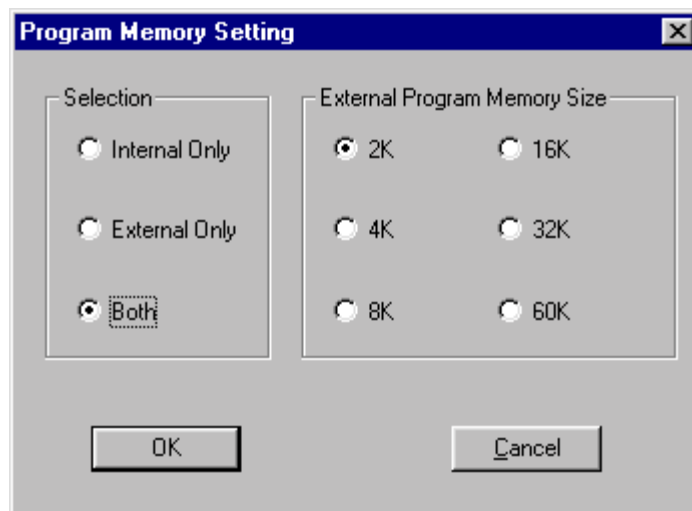 Program Memory Setting
Selection
Internal Only
External Only
Both
External Program Memory Size
2K
16K
4K
32K
8K
60K
OK
Cancel